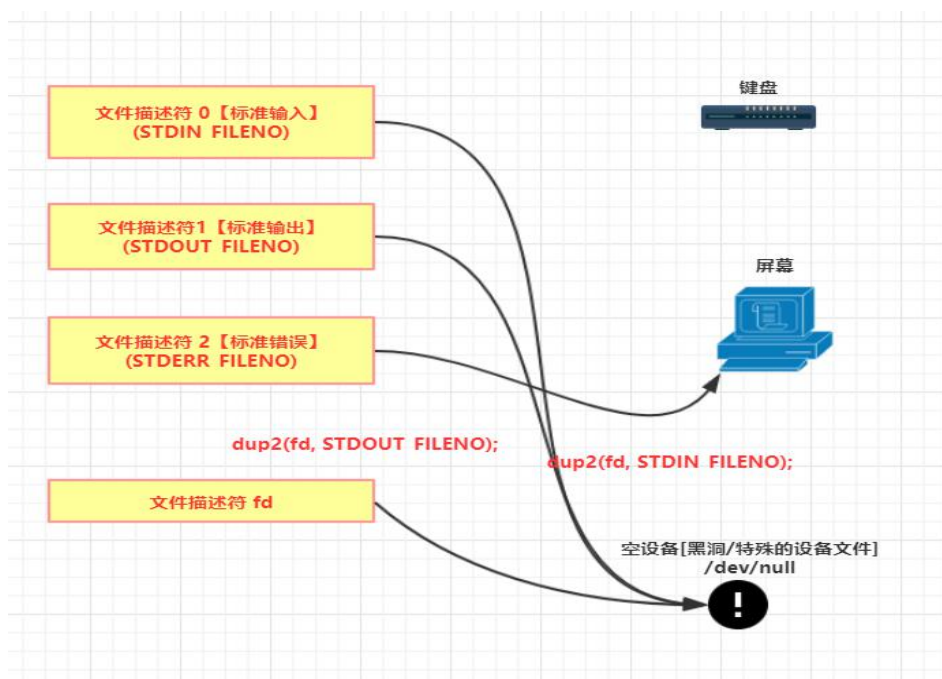 文件描述符 0【标准输入】
(STDIN FILENO)
键盘
文件描述符1【标准输出】
(STDOUT FILENO)
屏幕
文件描述符 2【标准错误】
(STDERR FILENO)
dup2(fd, STDOUT FILENO);
dup2(fd, STDIN FILENO);
文件描述符 fd
空设备[黑洞/特殊的设备文件]
/dev/null
!